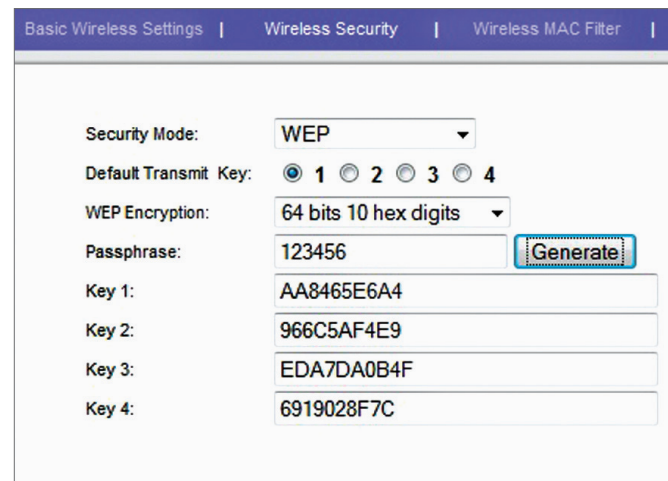 Basic Wireless Settings | Wireless Security | Wireless MAC Filter |
Security Mode: WEP
Default Transmit Key: 1 2 3 4
WEP Encryption: 64 bits 10 hex digits
Passphrase: 123456 Generate
Key 1: AA8465E6A4
Key 2: 966C5AF4E9
Key 3: EDA7DA0B4F
Key 4: 6919028F7C